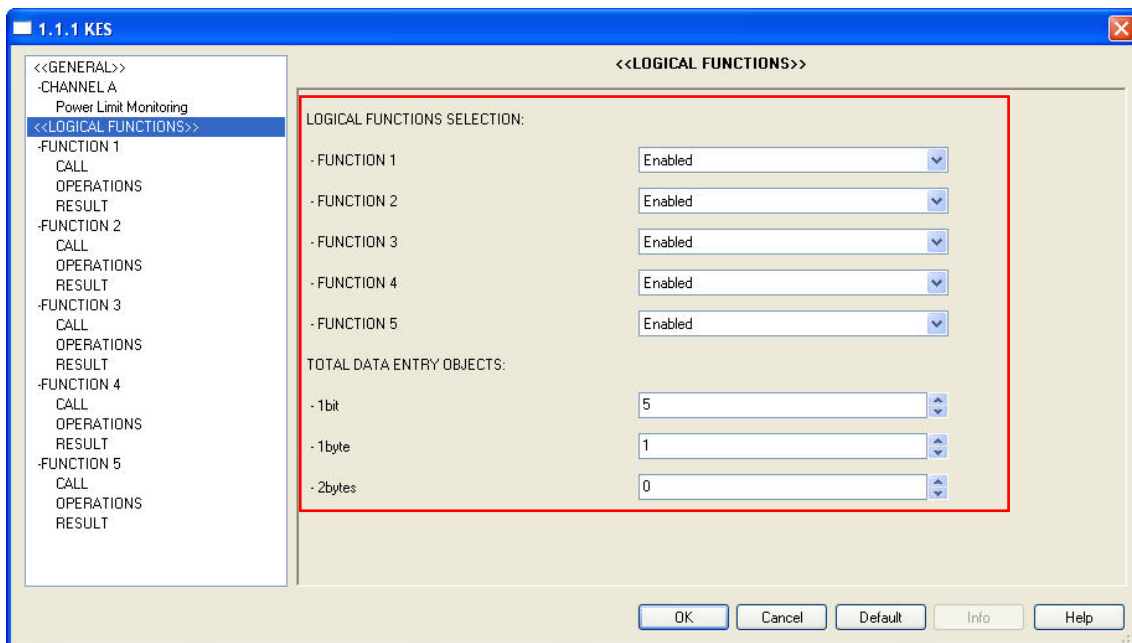 1.1.1 KES
<<GENERAL>>
-CHANNEL A
Power Limit Monitoring
<<LOGICAL FUNCTIONS>>
-FUNCTION 1
CALL
OPERATIONS
RESULT
-FUNCTION 2
CALL
OPERATIONS
RESULT
-FUNCTION 3
CALL
OPERATIONS
RESULT
-FUNCTION 4
CALL
OPERATIONS
RESULT
-FUNCTION 5
CALL
OPERATIONS
RESULT
<<LOGICAL FUNCTIONS>>
LOGICAL FUNCTIONS SELECTION:
- FUNCTION 1 Enabled
- FUNCTION 2 Enabled
- FUNCTION 3 Enabled
- FUNCTION 4 Enabled
- FUNCTION 5 Enabled
TOTAL DATA ENTRY OBJECTS:
- 1bit 5
- 1byte 1
- 2bytes 0
OK Cancel Default Info Help